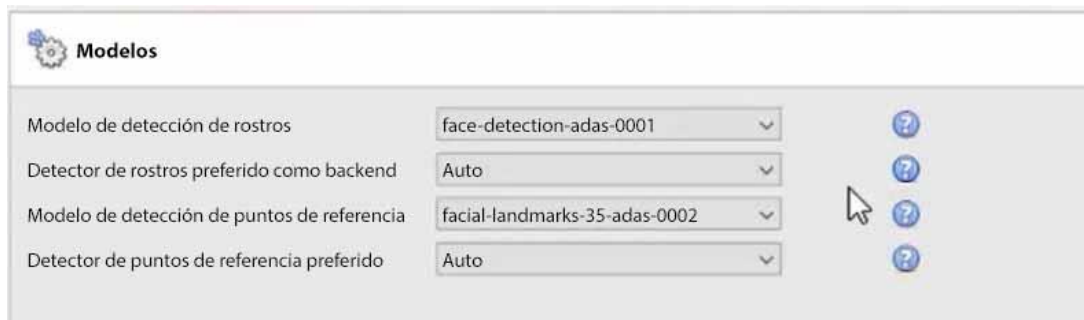 Modelos
Modelo de detección de rostros face-detection-adas-0001
Detector de rostros preferido como backend Auto
Modelo de detección de puntos de referencia facial-landmarks-35-adas-0002
Detector de puntos de referencia preferido Auto